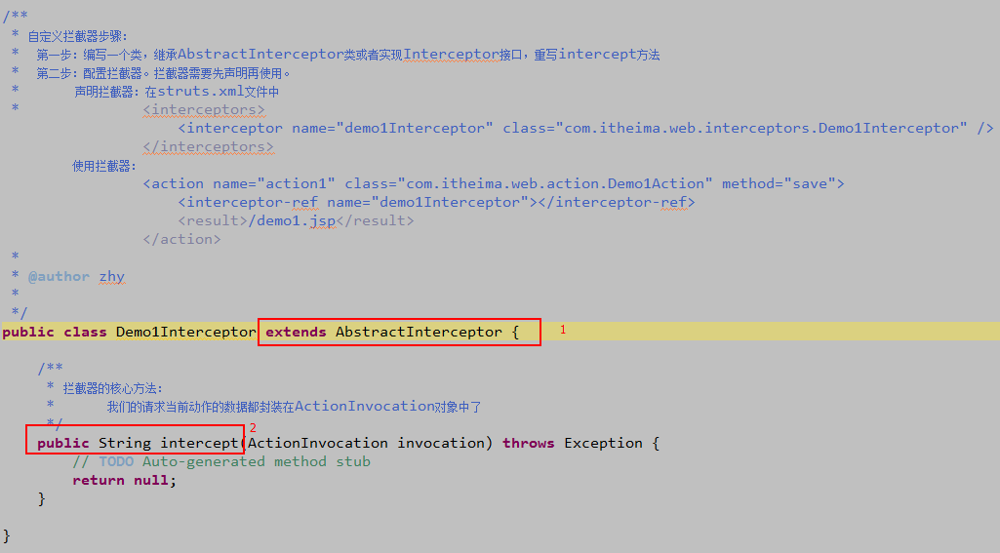 /**
 * 自定义拦截器步骤:
 *  第一步: 编写一个类, 继承AbstractInterceptor类或者实现Interceptor接口, 重写intercept方法
 *  第二步: 配置拦截器。拦截器需要先声明再使用。
 *      声明拦截器: 在struts.xml文件中
 *              <interceptors>
                    <interceptor name="demo1Interceptor" class="com.itheima.web.interceptors.Demo1Interceptor" />
                </interceptors>
        使用拦截器:
                <action name="action1" class="com.itheima.web.action.Demo1Action" method="save">
                    <interceptor-ref name="demo1Interceptor"></interceptor-ref>
                    <result>/demo1.jsp</result>
                </action>
 *
 * @author zhy
 *
 */
public class Demo1Interceptor extends AbstractInterceptor { 1
    /**
     * 拦截器的核心方法:
     *      我们的请求当前动作的数据都封装在ActionInvocation对象中了
     */ 2
    public String intercept(ActionInvocation invocation) throws Exception {
        // TODO Auto-generated method stub
        return null;
    }
}